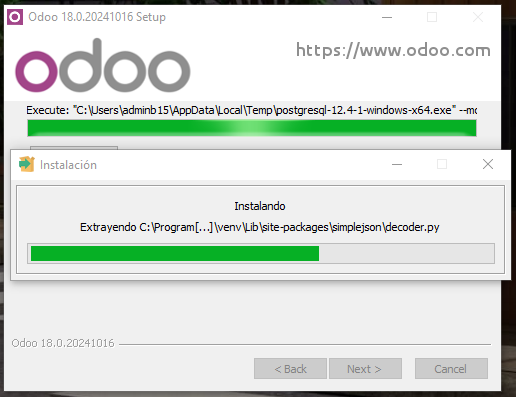 Odoo 18.0.20241016 Setup
odoo
https://www.odoo.com
Execute: "C:\Users\adminb15\AppData\Local\Temp\postgresql-12.4-1-windows-x64.exe" --mo
Instalación
Instalando
Extrayendo C:\Program[...]\venv\Lib\site-packages\simplejson\decoder.py
Odoo 18.0.20241016
< Back
Next >
Cancel